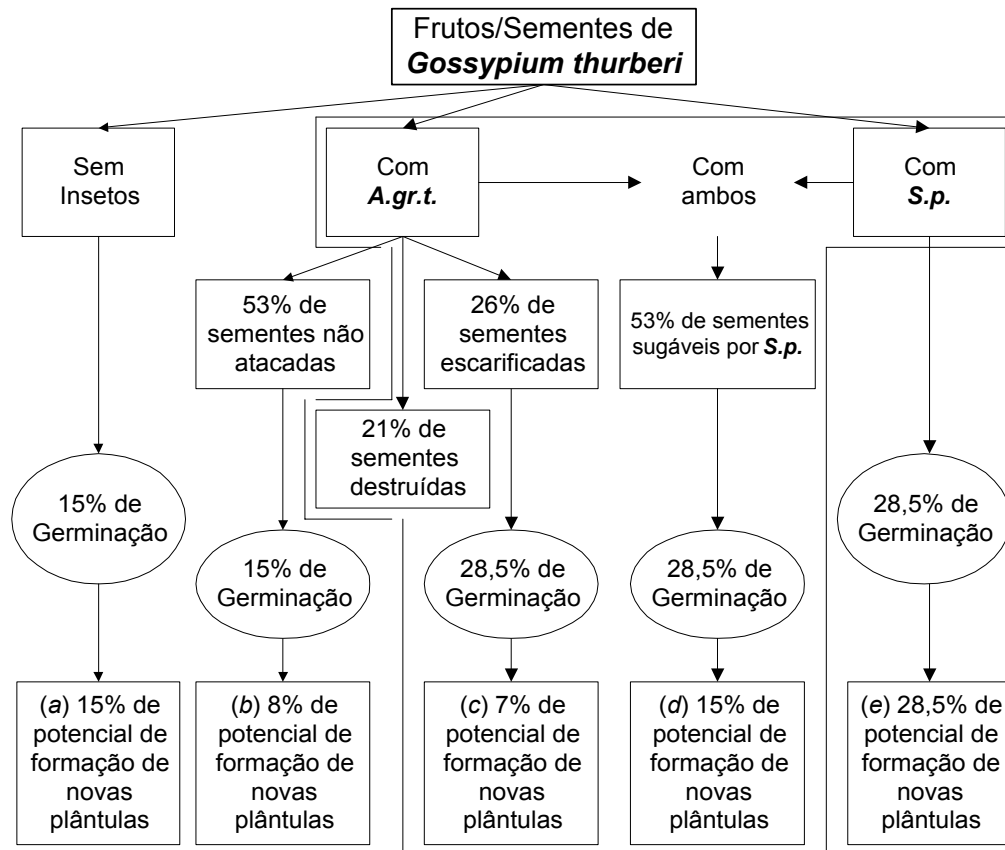 Frutos/Sementes de
Gossypium thurberi
Sem
Insetos
Com
A.gr.t.
Com
ambos
Com
S.p.
53% de
sementes não
atacadas
26% de
sementes
escarificadas
53% de sementes
sugáveis por S.p.
21% de
sementes
destruídas
15% de
Germinação
15% de
Germinação
28,5% de
Germinação
28,5% de
Germinação
28,5% de
Germinação
(a) 15% de
potencial de
formação de
novas
plântulas
(b) 8% de
potencial de
formação de
novas
plântulas
(c) 7% de
potencial de
formação de
novas
plântulas
(d) 15% de
potencial de
formação de
novas
plântulas
(e) 28,5% de
potencial de
formação de
novas
plântulas